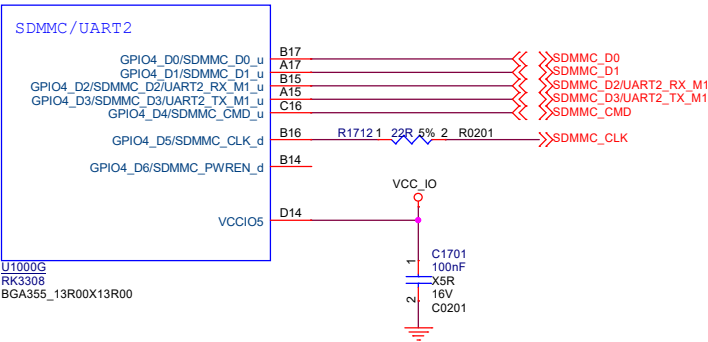 SDMMC/UART2
GPIO4_D0/SDMMC_D0_u B17 SDMMC_D0
GPIO4_D1/SDMMC_D1_u A17 SDMMC_D1
GPIO4_D2/SDMMC_D2/UART2_RX_M1_u B15 SDMMC_D2/UART2_RX_M1
GPIO4_D3/SDMMC_D3/UART2_TX_M1_u A15 SDMMC_D3/UART2_TX_M1
GPIO4_D4/SDMMC_CMD_u C16 SDMMC_CMD
GPIO4_D5/SDMMC_CLK_d B16 R1712 1 22R 5% 2 R0201 SDMMC_CLK
GPIO4_D6/SDMMC_PWREN_d B14
VCC_IO
VCCIO5 D14
U1000G
RK3308
BGA355_13R00X13R00
1
C1701
100nF
X5R
16V
C0201
2